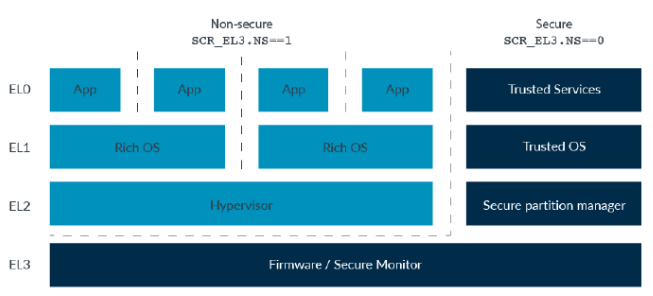 Non-secure
SCR_EL3.NS==1
Secure
SCR_EL3.NS==0
EL0
App
App
App
App
Trusted Services
EL1
Rich OS
Rich OS
Trusted OS
EL2
Hypervisor
Secure partition manager
EL3
Firmware / Secure Monitor